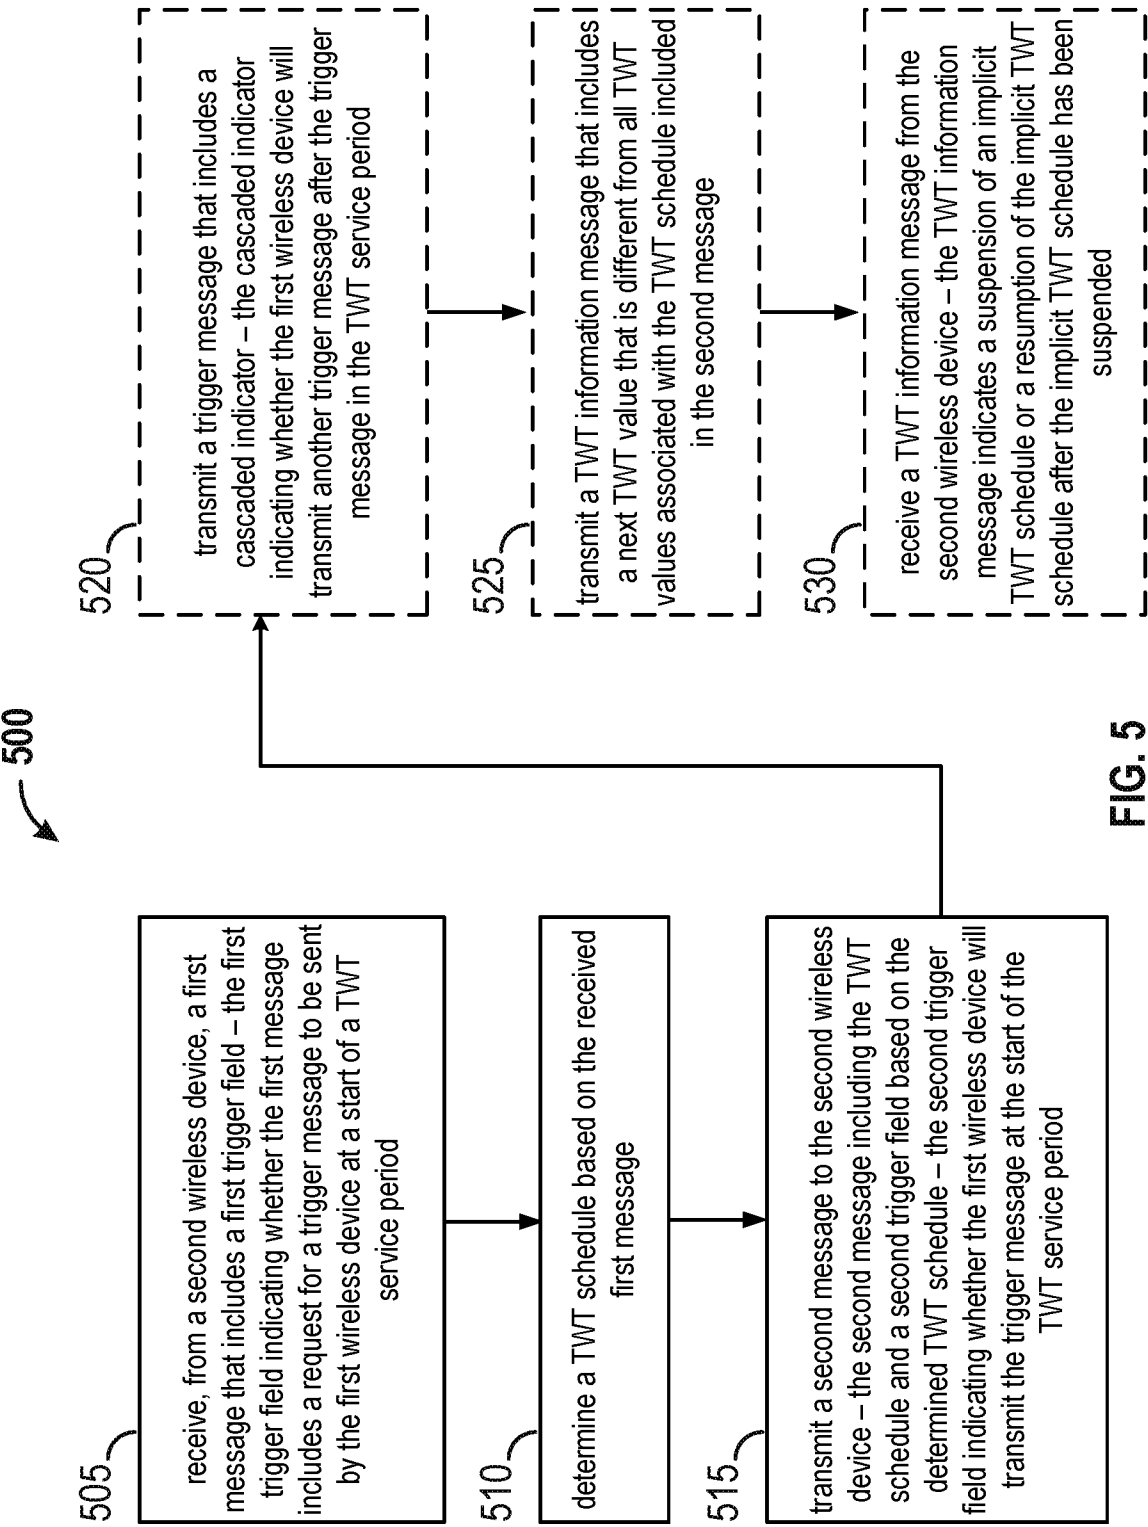 500
505
receive, from a second wireless device, a first
message that includes a first trigger field – the first
trigger field indicating whether the first message
includes a request for a trigger message to be sent
by the first wireless device at a start of a TWT
service period
510
determine a TWT schedule based on the received
first message
515
transmit a second message to the second wireless
device – the second message including the TWT
schedule and a second trigger field based on the
determined TWT schedule – the second trigger
field indicating whether the first wireless device will
transmit the trigger message at the start of the
TWT service period
520
transmit a trigger message that includes a
cascaded indicator – the cascaded indicator
indicating whether the first wireless device will
transmit another trigger message after the trigger
message in the TWT service period
525
transmit a TWT information message that includes
a next TWT value that is different from all TWT
values associated with the TWT schedule included
in the second message
530
receive a TWT information message from the
second wireless device – the TWT information
message indicates a suspension of an implicit
TWT schedule or a resumption of the implicit TWT
schedule after the implicit TWT schedule has been
suspended
FIG. 5